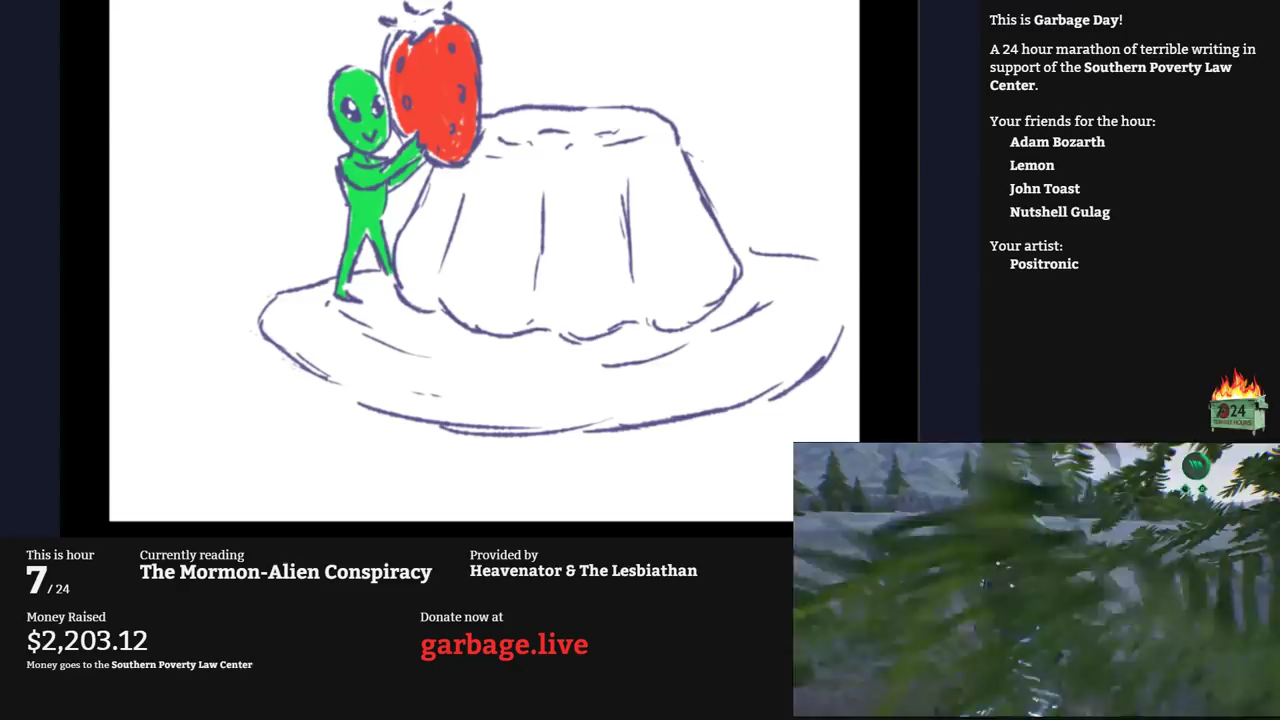 This is Garbage Day!
A 24 hour marathon of terrible writing in
support of the Southern Poverty Law
Center.
Your friends for the hour:
Adam Bozarth
Lemon
John Toast
Nutshell Gulag
Your artist:
Positronic
This is hour
7 / 24
Currently reading
The Mormon-Alien Conspiracy
Provided by
Heavenator & The Lesbiathan
Money Raised
$2,203.12
Money goes to the Southern Poverty Law Center
Donate now at
garbage.live